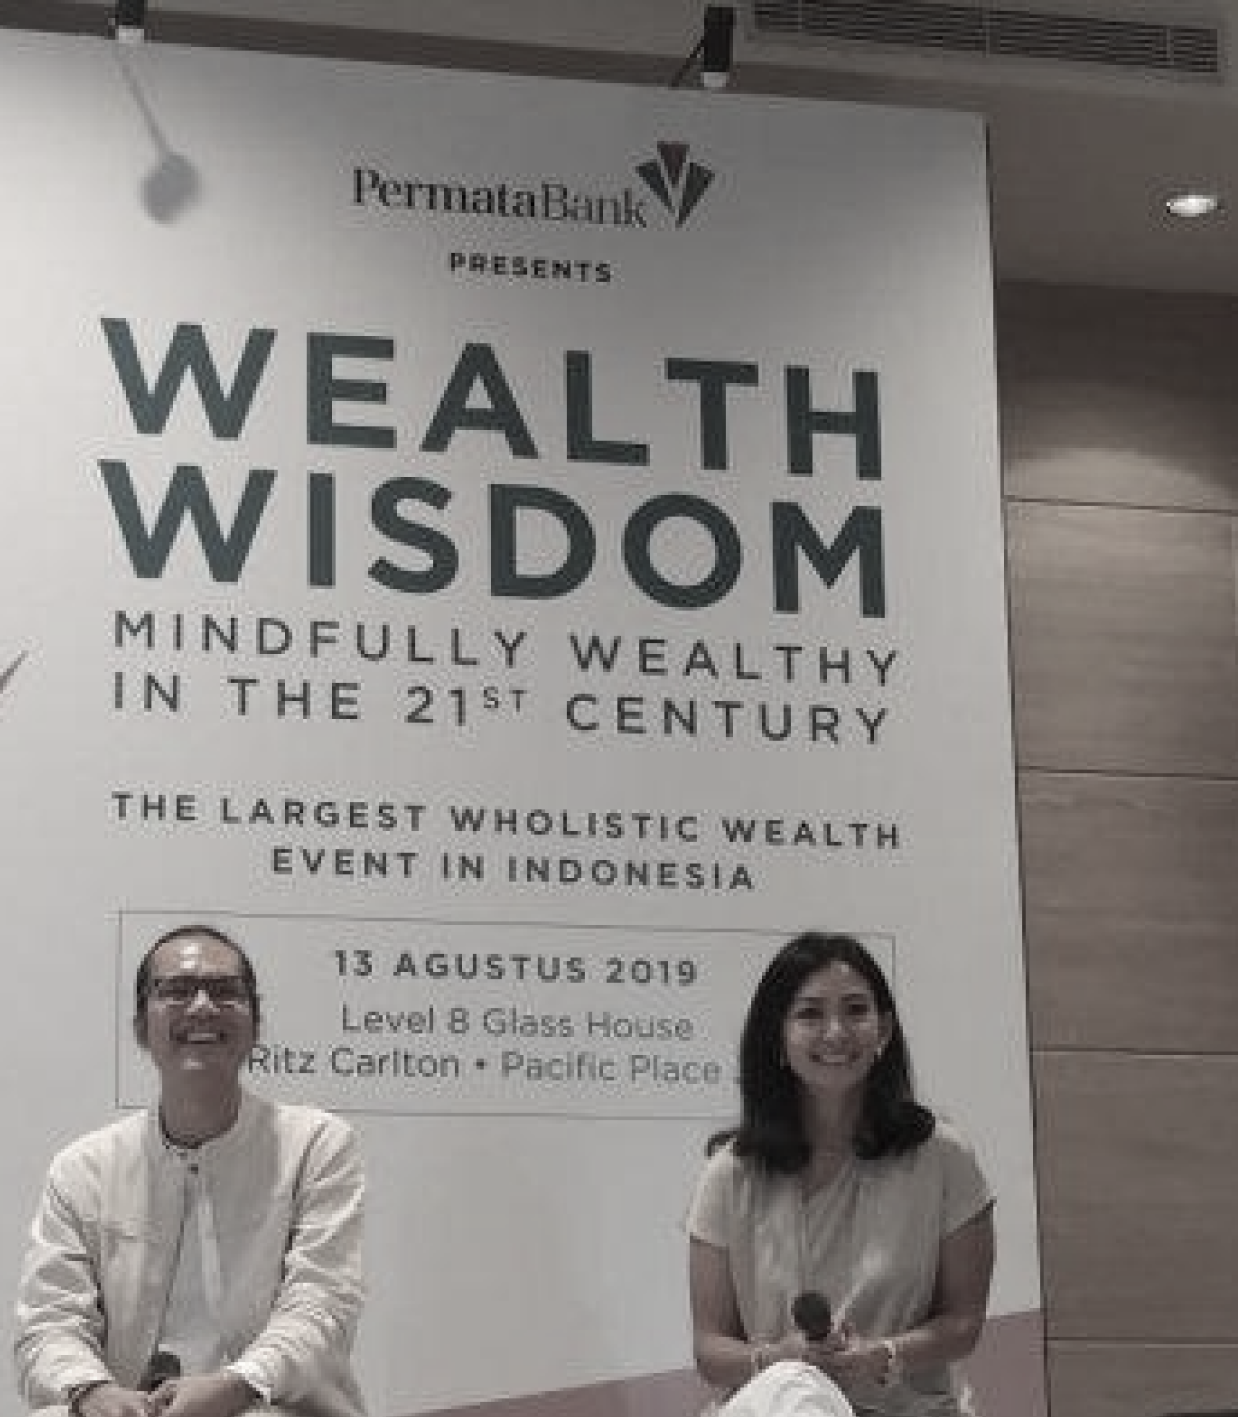 PermataBank
PRESENTS
WEALTH
WISDOM
MINDFULLY WEALTHY
IN THE 21ST CENTURY
THE LARGEST WHOLISTIC WEALTH
EVENT IN INDONESIA
13 AGUSTUS 2019
Level 8 Glass House
Ritz Carlton • Pacific Place